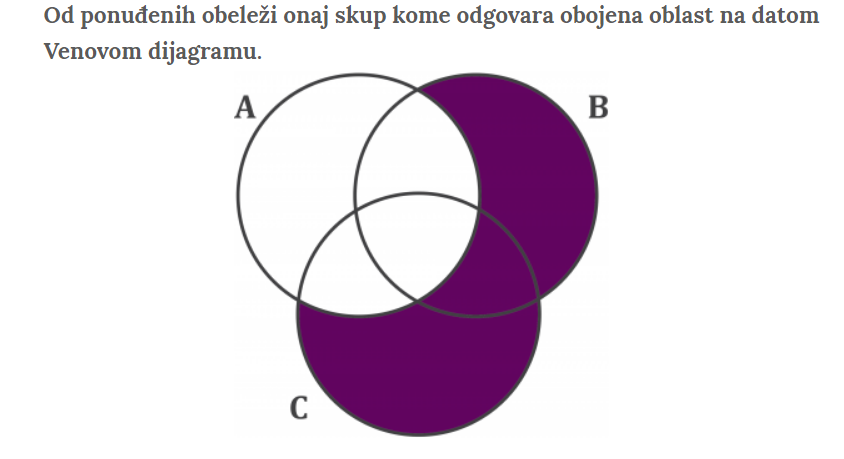 Od ponuđenih obeleži onaj skup kome odgovara obojena oblast na datom
Venovom dijagramu.
A
B
C